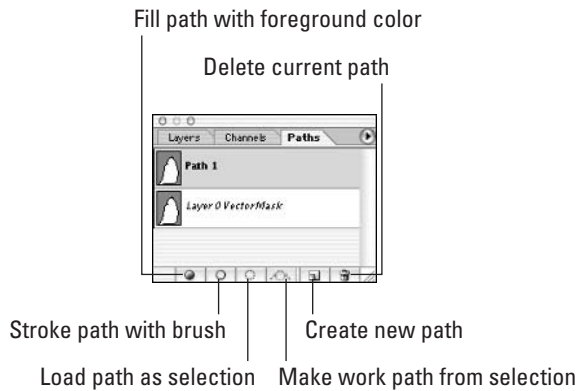 Fill path with foreground color
Delete current path
Layers Channels Paths
Path 1
Layer 0 VectorMask
Stroke path with brush
Create new path
Load path as selection
Make work path from selection